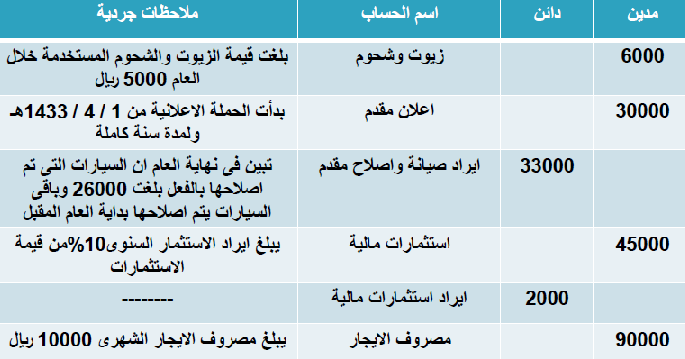 مدين دائن اسم الحساب ملاحظات جردية
6000 زيوت وشحوم بلغت قيمة الزيوت والشحوم المستخدمة خلال
العام 5000 ريال
30000 اعلان مقدم بدأت الحملة الاعلانية من 1 / 4 / 1433هـ
ولمدة سنة كاملة
33000 ايراد صيانة واصلاح مقدم تبين فى نهاية العام ان السيارات التى تم
اصلاحها بالفعل بلغت 26000 وباقى
السيارات يتم اصلاحها بداية العام المقبل
45000 استثمارات مالية يبلغ ايراد الاستثمار السنوى10%من قيمة
الاستثمارات
2000 ايراد استثمارات مالية --------
90000 مصروف الايجار يبلغ مصروف الايجار الشهرى 10000 ريال